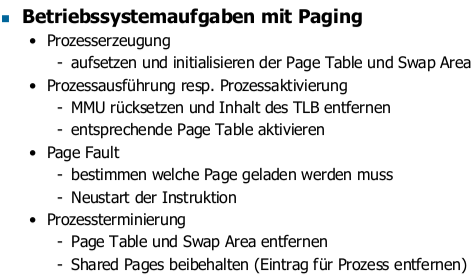 ▪ Betriebssystemaufgaben mit Paging
• Prozesserzeugung
- aufsetzen und initialisieren der Page Table und Swap Area
• Prozessausführung resp. Prozessaktivierung
- MMU rücksetzen und Inhalt des TLB entfernen
- entsprechende Page Table aktivieren
• Page Fault
- bestimmen welche Page geladen werden muss
- Neustart der Instruktion
• Prozessterminierung
- Page Table und Swap Area entfernen
- Shared Pages beibehalten (Eintrag für Prozess entfernen)